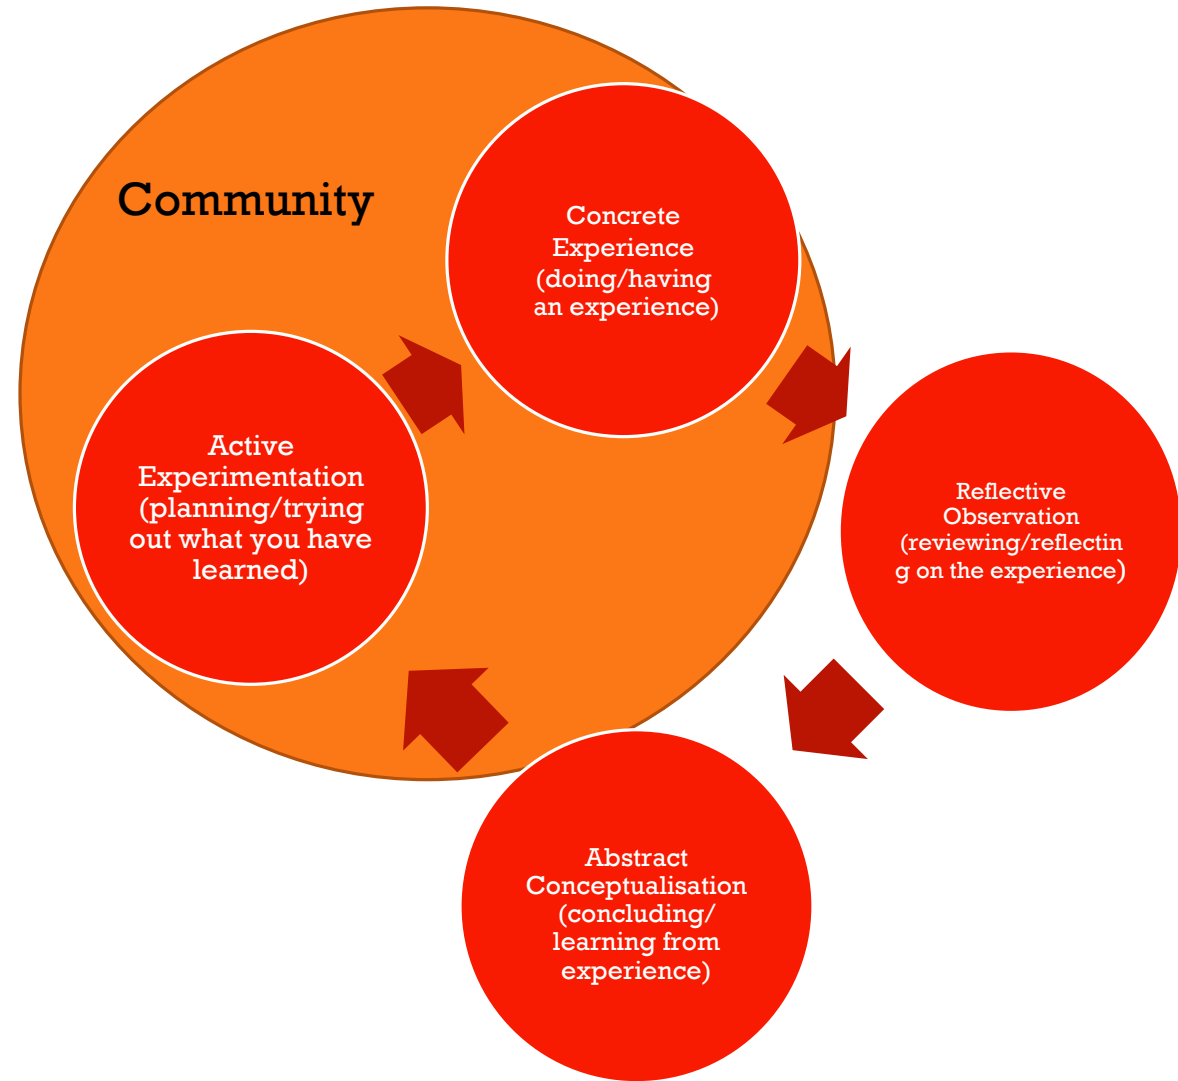 Community
Concrete
Experience
(doing/having
an experience)
Reflective
Observation
(reviewing/reflectin
g on the experience)
Abstract
Conceptualisation
(concluding/
learning from
experience)
Active
Experimentation
(planning/trying
out what you have
learned)